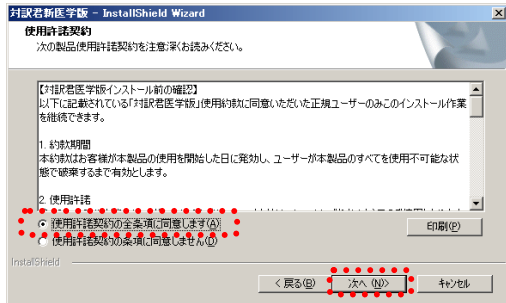 対訳君新医学版 - InstallShield Wizard
使用許諾契約
次の製品使用許諾契約を注意深くお読みください。
【対訳君医学版インストール前の確認】
以下に記載されている「対訳君医学版」使用約款に同意いただいた正規ユーザーのみこのインストール作業
を継続できます。
1. 約款期間
本約款はお客様が本製品の使用を開始した日に発効し、ユーザーが本製品のすべてを使用不可能な状
態で破棄するまで有効とします。
2. 使用許諾
使用許諾契約の全条項に同意します(A)
使用許諾契約の条項に同意しません(D)
印刷(P)
InstallShield
< 戻る(B)
次へ (N)>
キャンセル